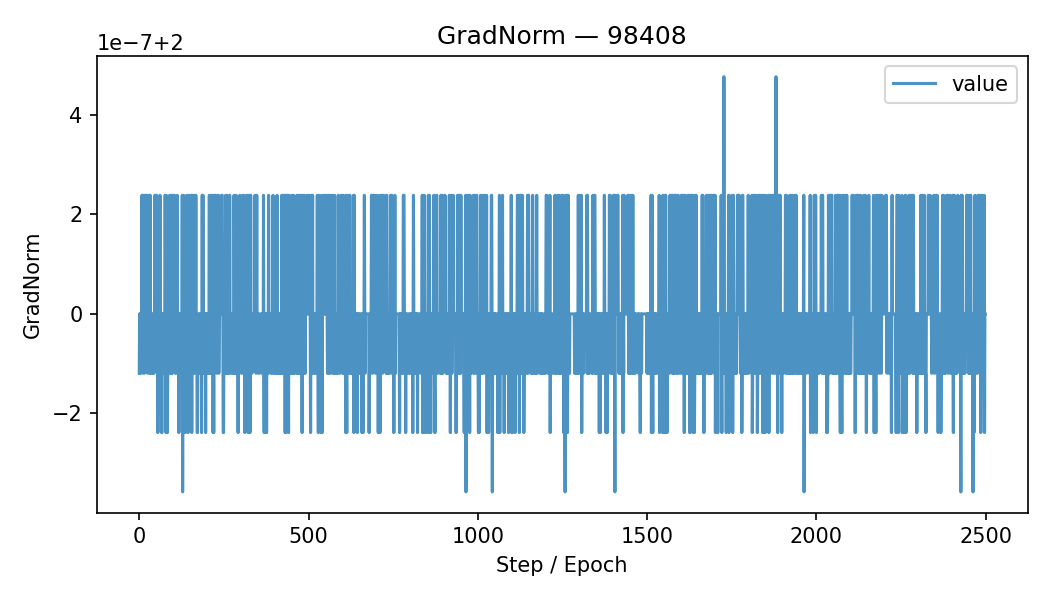 GradNorm — 98408
1e−7+2
value
4
2
0
−2
GradNorm
0
500
1000
1500
2000
2500
Step / Epoch